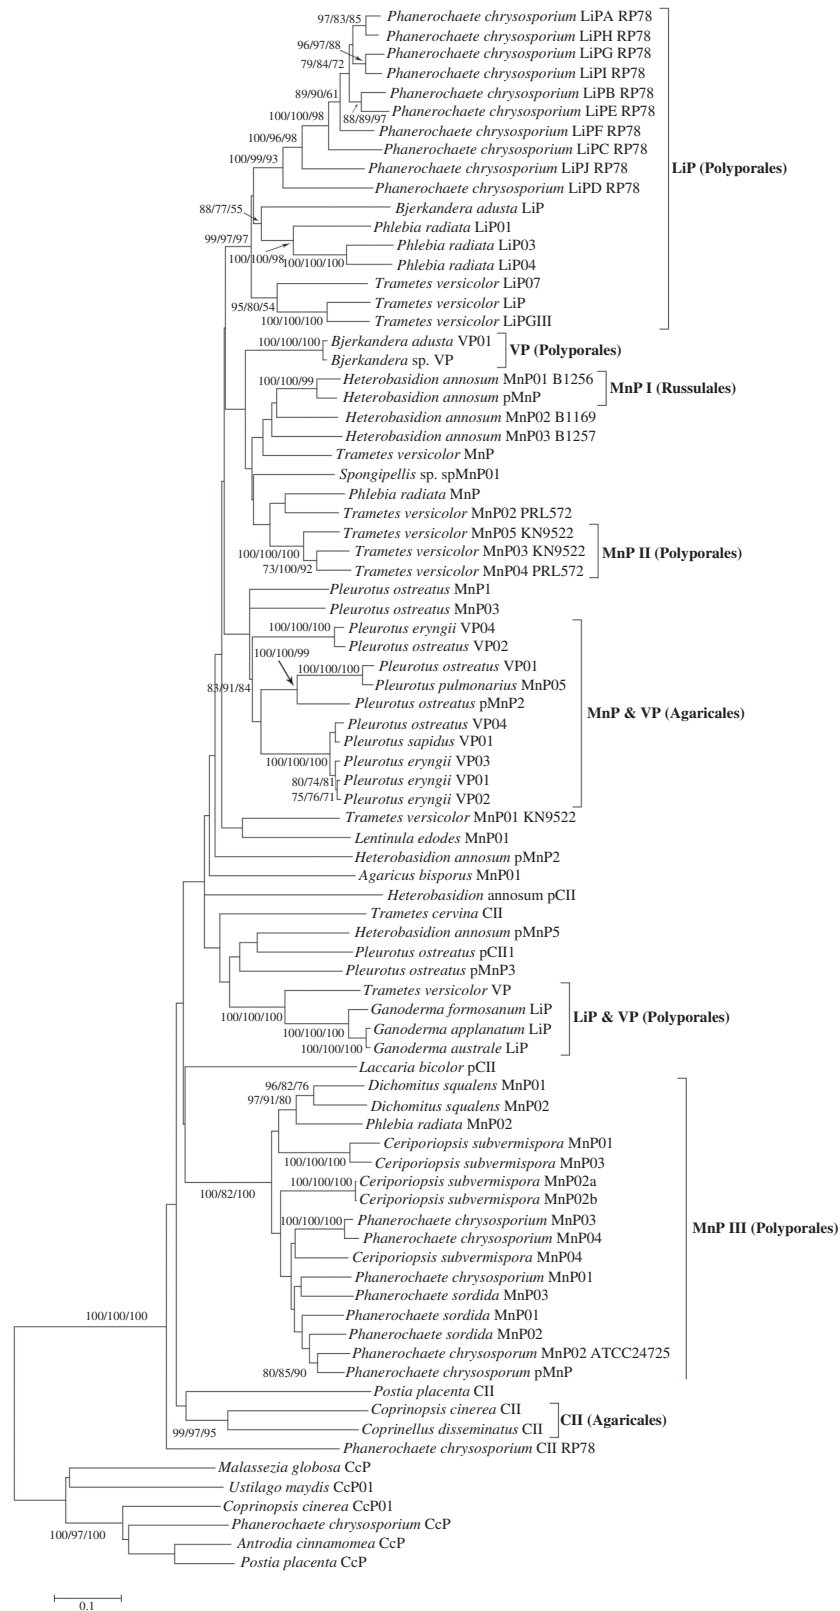 97/83/85
Phanerochaete chrysosporium LiPA RP78
Phanerochaete chrysosporium LiPH RP78
96/97/88
Phanerochaete chrysosporium LiPG RP78
79/84/72
Phanerochaete chrysosporium LiPI RP78
89/90/61
Phanerochaete chrysosporium LiPB RP78
Phanerochaete chrysosporium LiPE RP78
100/100/98
88/89/97
Phanerochaete chrysosporium LiPF RP78
100/96/98
Phanerochaete chrysosporium LiPC RP78
100/99/93
Phanerochaete chrysosporium LiPJ RP78
LiP (Polyporales)
Phanerochaete chrysosporium LiPD RP78
88/77/55
Bjerkandera adusta LiP
Phlebia radiata LiP01
99/97/97
Phlebia radiata LiP03
100/100/98
100/100/100
Phlebia radiata LiP04
Trametes versicolor LiP07
95/80/54
Trametes versicolor LiP
100/100/100
Trametes versicolor LiPGIII
100/100/100
Bjerkandera adusta VP01
VP (Polyporales)
Bjerkandera sp. VP
100/100/99
Heterobasidion annosum MnP01 B1256
MnP I (Russulales)
Heterobasidion annosum pMnP
Heterobasidion annosum MnP02 B1169
Heterobasidion annosum MnP03 B1257
Trametes versicolor MnP
Spongipellis sp. spMnP01
Phlebia radiata MnP
Trametes versicolor MnP02 PRL572
Trametes versicolor MnP05 KN9522
100/100/100
Trametes versicolor MnP03 KN9522
MnP II (Polyporales)
73/100/92
Trametes versicolor MnP04 PRL572
Pleurotus ostreatus MnP1
Pleurotus ostreatus MnP03
100/100/100
Pleurotus eryngii VP04
Pleurotus ostreatus VP02
100/100/99
100/100/100
Pleurotus ostreatus VP01
83/91/84
Pleurotus pulmonarius MnP05
Pleurotus ostreatus pMnP2
MnP & VP (Agaricales)
Pleurotus ostreatus VP04
Pleurotus sapidus VP01
100/100/100
Pleurotus eryngii VP03
80/74/81
Pleurotus eryngii VP01
75/76/71
Pleurotus eryngii VP02
Trametes versicolor MnP01 KN9522
Lentinula edodes MnP01
Heterobasidion annosum pMnP2
Agaricus bisporus MnP01
Heterobasidion annosum pCII
Trametes cervina CII
Heterobasidion annosum pMnP5
Pleurotus ostreatus pCII1
Pleurotus ostreatus pMnP3
Trametes versicolor VP
100/100/100
Ganoderma formosanum LiP
LiP & VP (Polyporales)
100/100/100
Ganoderma applanatum LiP
100/100/100
Ganoderma australe LiP
Laccaria bicolor pCII
96/82/76
Dichomitus squalens MnP01
97/91/80
Dichomitus squalens MnP02
Phlebia radiata MnP02
Ceriporiopsis subvermispora MnP01
100/100/100
Ceriporiopsis subvermispora MnP03
100/82/100
100/100/100
Ceriporiopsis subvermispora MnP02a
Ceriporiopsis subvermispora MnP02b
100/100/100
Phanerochaete chrysosporium MnP03
MnP III (Polyporales)
Phanerochaete chrysosporium MnP04
Ceriporiopsis subvermispora MnP04
Phanerochaete chrysosporium MnP01
Phanerochaete sordida MnP03
100/100/100
Phanerochaete sordida MnP01
Phanerochaete sordida MnP02
Phanerochaete chrysosporum MnP02 ATCC24725
80/85/90
Phanerochaete chrysosporum pMnP
Postia placenta CII
Coprinopsis cinerea CII
CII (Agaricales)
99/97/95
Coprinellus disseminatus CII
Phanerochaete chrysosporium CII RP78
Malassezia globosa CcP
Ustilago maydis CcP01
Coprinopsis cinerea CcP01
100/97/100
Phanerochaete chrysosporium CcP
Antrodia cinnamomea CcP
Postia placenta CcP
0.1